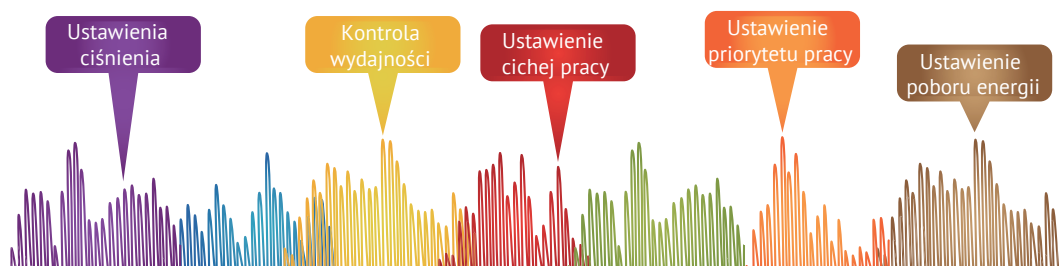 Ustawienia
ciśnienia
Kontrola
wydajności
Ustawienie
cichej pracy
Ustawienie
priorytetu pracy
Ustawienie
poboru energii